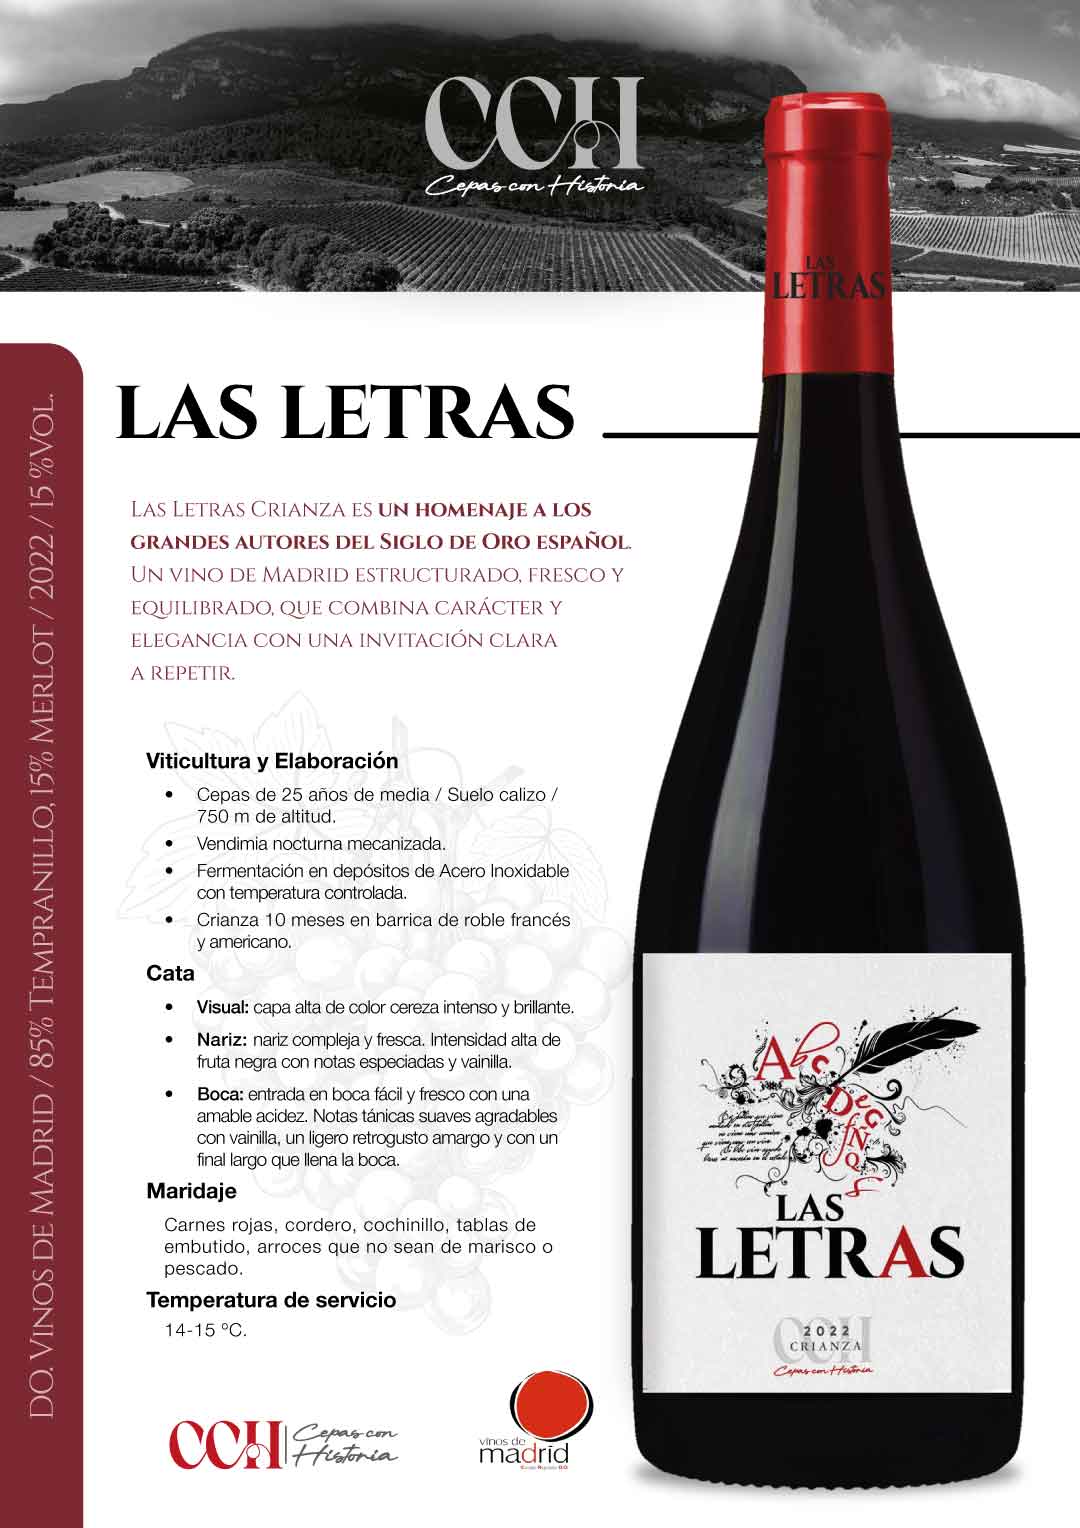 CCH
Cepas con Historia
LAS
LETRAS
LAS LETRAS
DO. VINOS DE MADRID / 85% TEMPRANILLO, 15% MERLOT / 2022 / 15 %VOL.
LAS LETRAS CRIANZA ES UN HOMENAJE A LOS
GRANDES AUTORES DEL SIGLO DE ORO ESPAÑOL.
UN VINO DE MADRID ESTRUCTURADO, FRESCO Y
EQUILIBRADO, QUE COMBINA CARÁCTER Y
ELEGANCIA CON UNA INVITACIÓN CLARA
A REPETIR.
Viticultura y Elaboración
• Cepas de 25 años de media / Suelo calizo /
750 m de altitud.
• Vendimia nocturna mecanizada.
• Fermentación en depósitos de Acero Inoxidable
con temperatura controlada.
• Crianza 10 meses en barrica de roble francés
y americano.
Cata
• Visual: capa alta de color cereza intenso y brillante.
• Nariz: nariz compleja y fresca. Intensidad alta de
fruta negra con notas especiadas y vainilla.
• Boca: entrada en boca fácil y fresco con una
amable acidez. Notas tánicas suaves agradables
con vainilla, un ligero retrogusto amargo y con un
final largo que llena la boca.
Maridaje
Carnes rojas, cordero, cochinillo, tablas de
embutido, arroces que no sean de marisco o
pescado.
Temperatura de servicio
14-15 ºC.
CCH
Cepas con
Historia
vinos de
madrid
Abc
DeG
fÑ
Q
LAS
LETRAS
CCH
2022
CRIANZA
Cepas con Historia